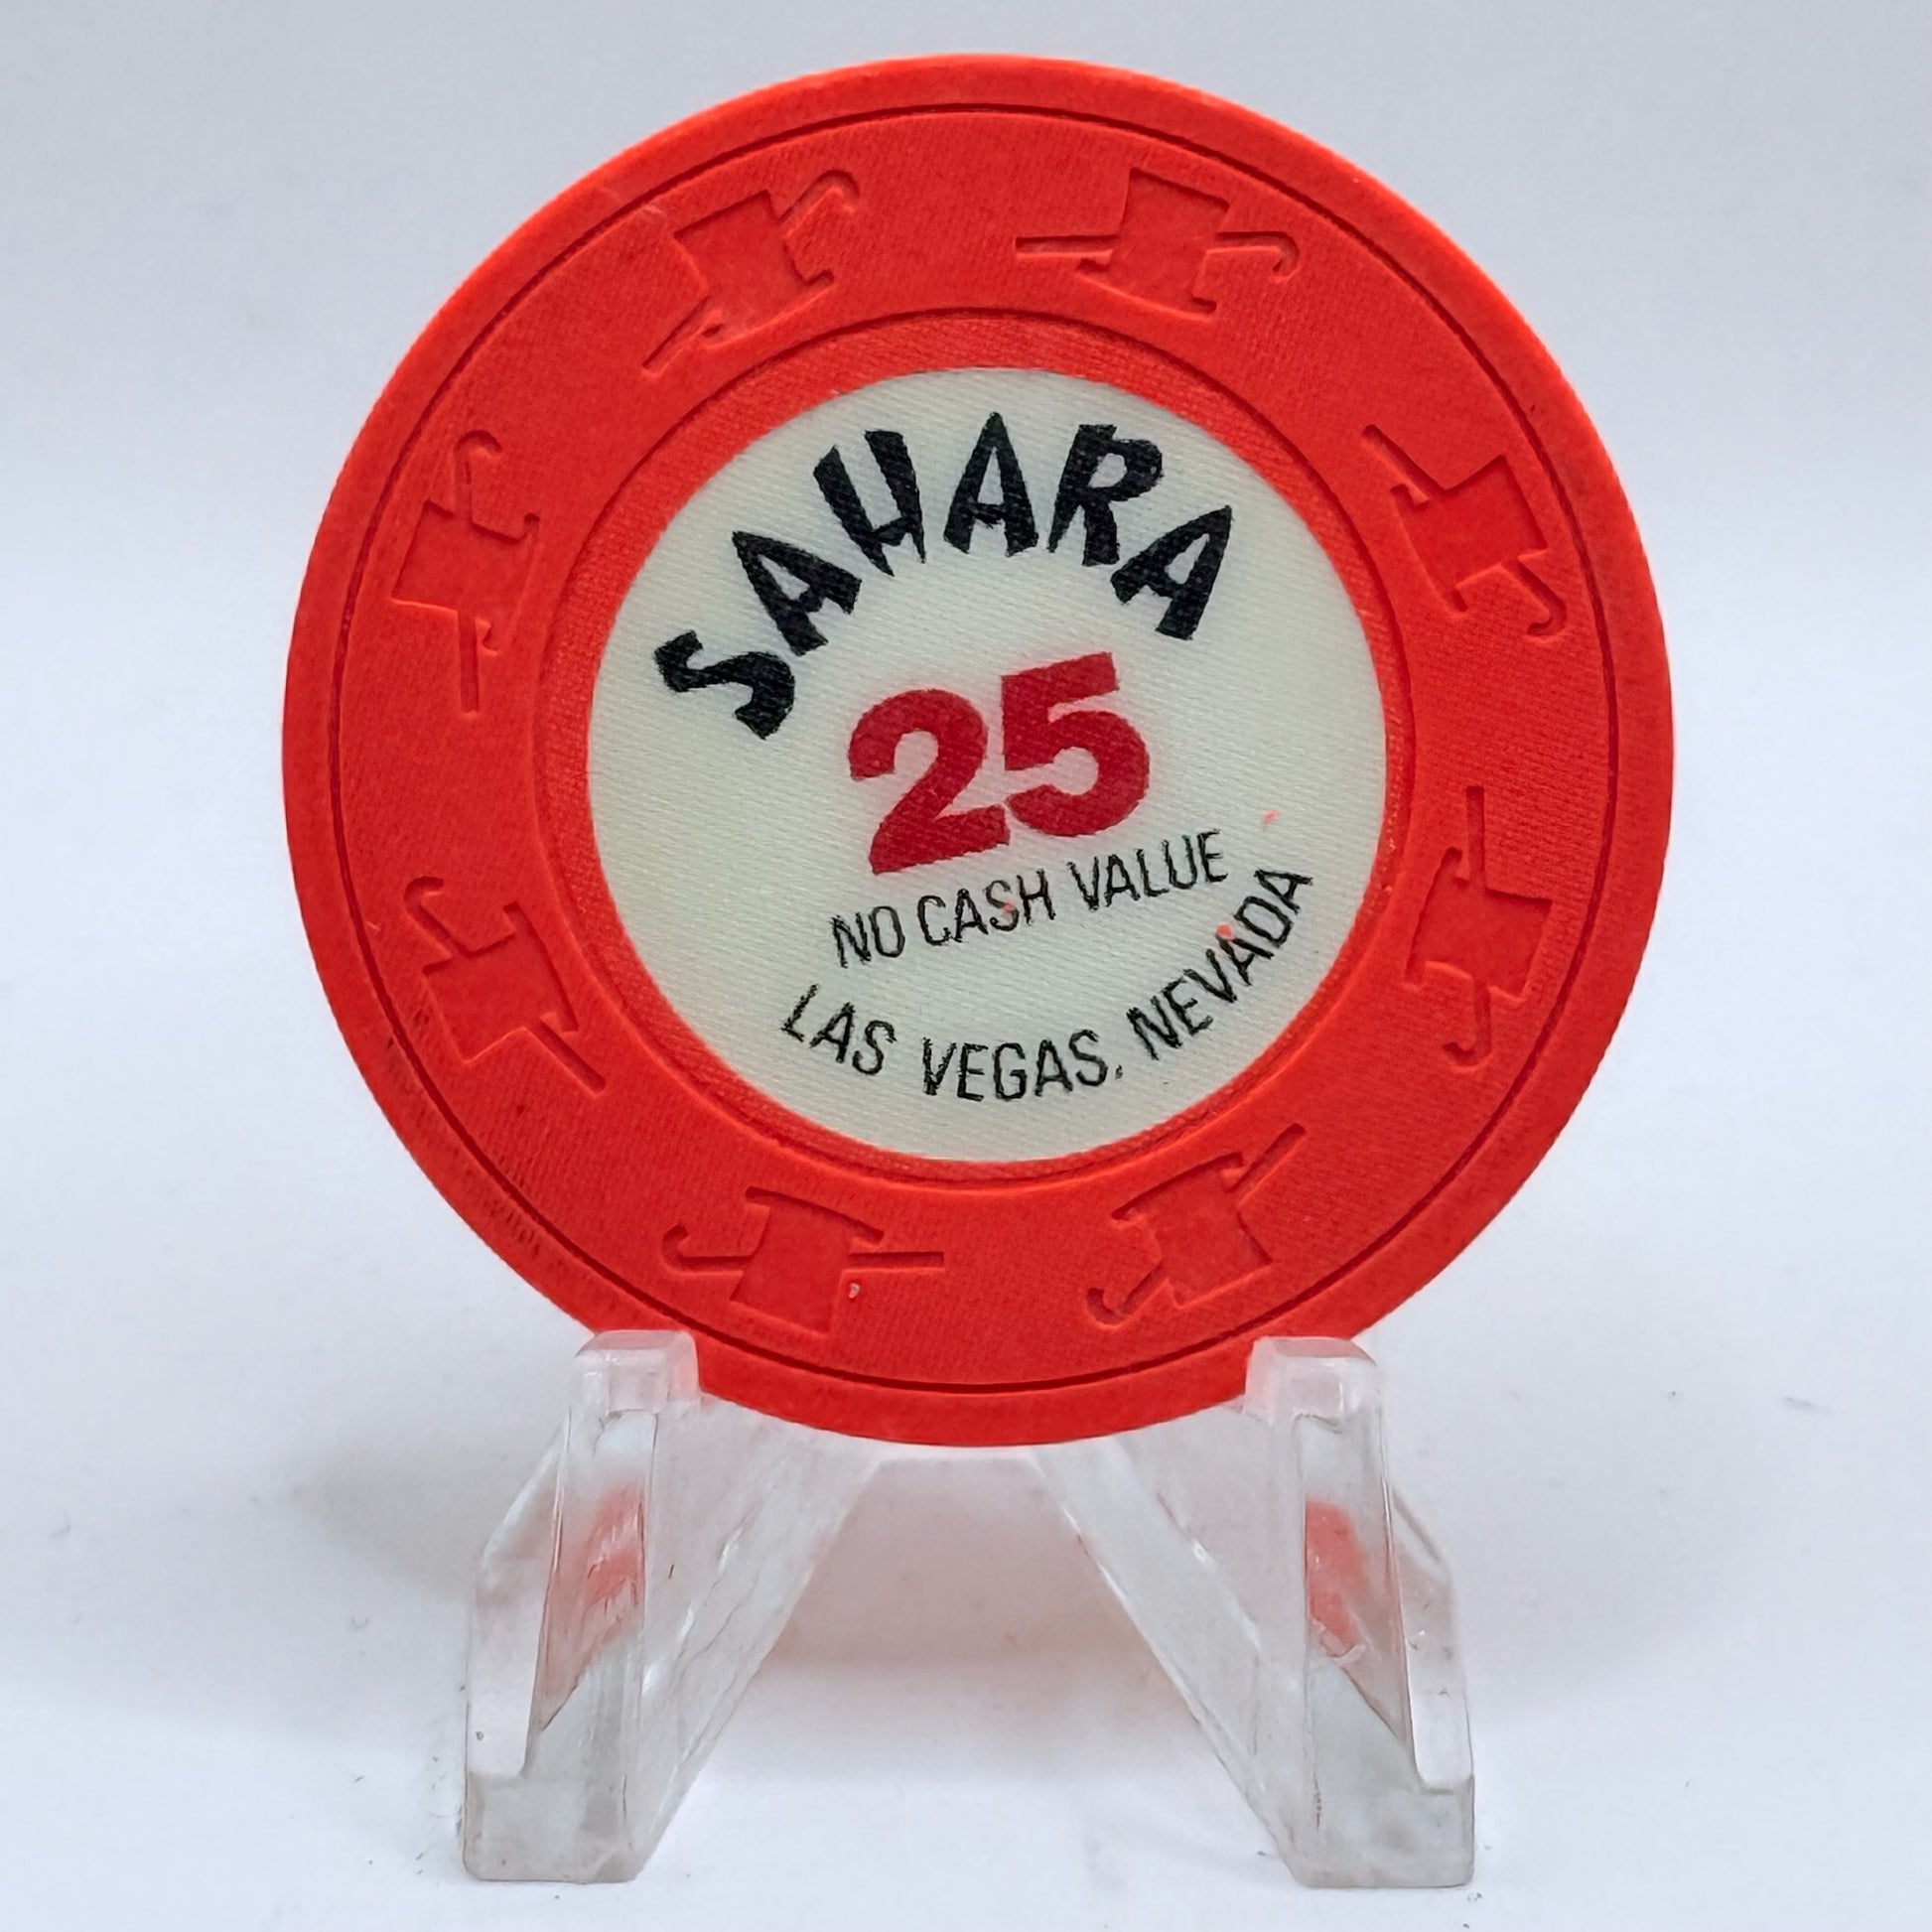 SAHARA
25
NO CASH VALUE
LAS VEGAS, NEVADA